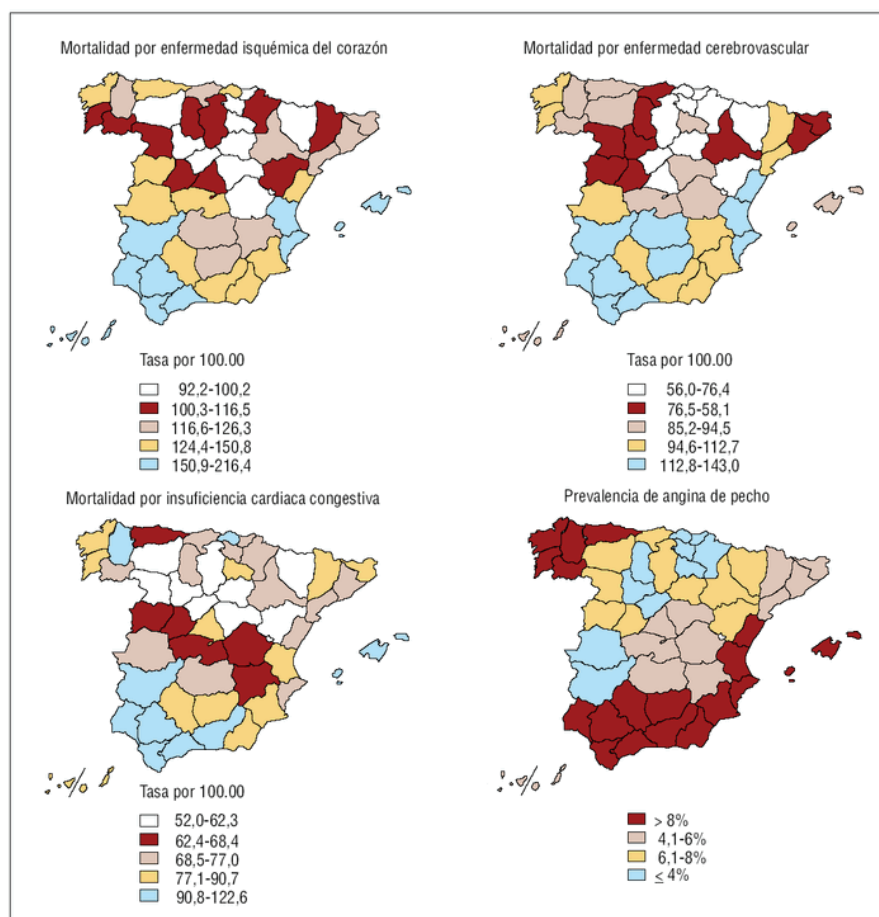 Mortalidad por enfermedad isquémica del corazón
Mortalidad por enfermedad cerebrovascular
Tasa por 100.00
92,2-100,2
100,3-116,5
116,6-126,3
124,4-150,8
150,9-216,4
Tasa por 100.00
56,0-76,4
76,5-58,1
85,2-94,5
94,6-112,7
112,8-143,0
Mortalidad por insuficiencia cardiaca congestiva
Prevalencia de angina de pecho
Tasa por 100.00
52,0-62,3
62,4-68,4
68,5-77,0
77,1-90,7
90,8-122,6
> 8%
4,1-6%
6,1-8%
≤ 4%